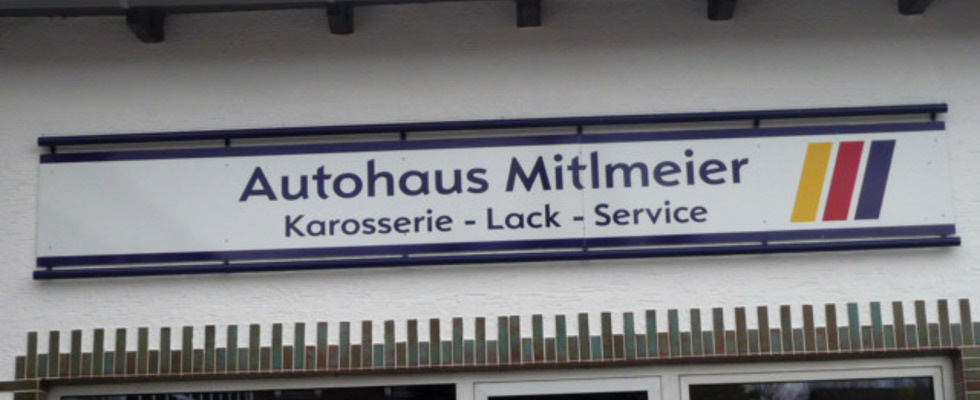 Autohaus Mitlmeier
Karosserie - Lack - Service